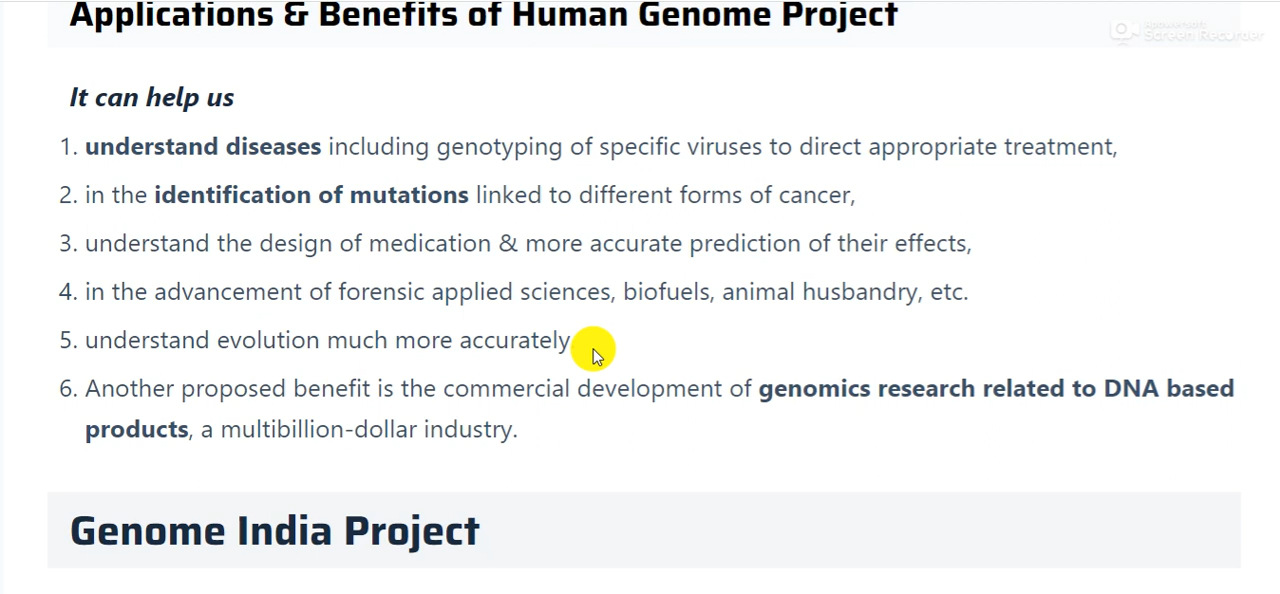 Applications & Benefits of Human Genome Project
Apowersoft
Screen Recorder
It can help us
1. understand diseases including genotyping of specific viruses to direct appropriate treatment,
2. in the identification of mutations linked to different forms of cancer,
3. understand the design of medication & more accurate prediction of their effects,
4. in the advancement of forensic applied sciences, biofuels, animal husbandry, etc.
5. understand evolution much more accurately
6. Another proposed benefit is the commercial development of genomics research related to DNA based
products, a multibillion-dollar industry.
Genome India Project